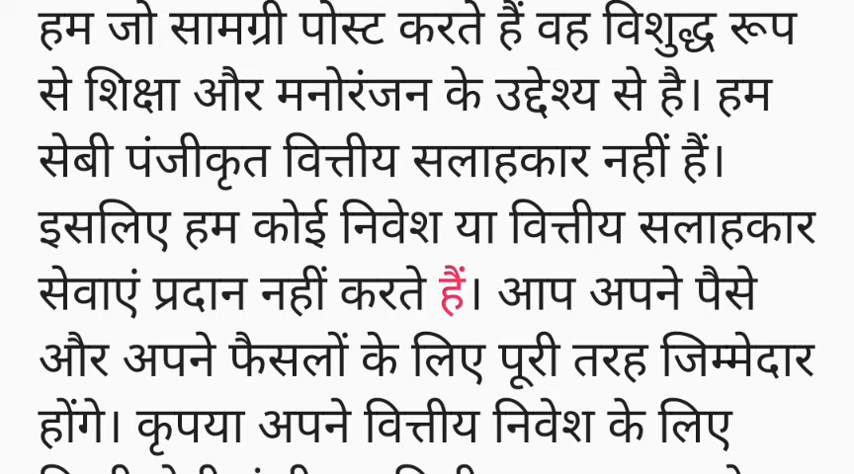 हम जो सामग्री पोस्ट करते हैं वह विशुद्ध रूप
से शिक्षा और मनोरंजन के उद्देश्य से है। हम
सेबी पंजीकृत वित्तीय सलाहकार नहीं हैं।
इसलिए हम कोई निवेश या वित्तीय सलाहकार
सेवाएं प्रदान नहीं करते हैं। आप अपने पैसे
और अपने फैसलों के लिए पूरी तरह जिम्मेदार
होंगे। कृपया अपने वित्तीय निवेश के लिए